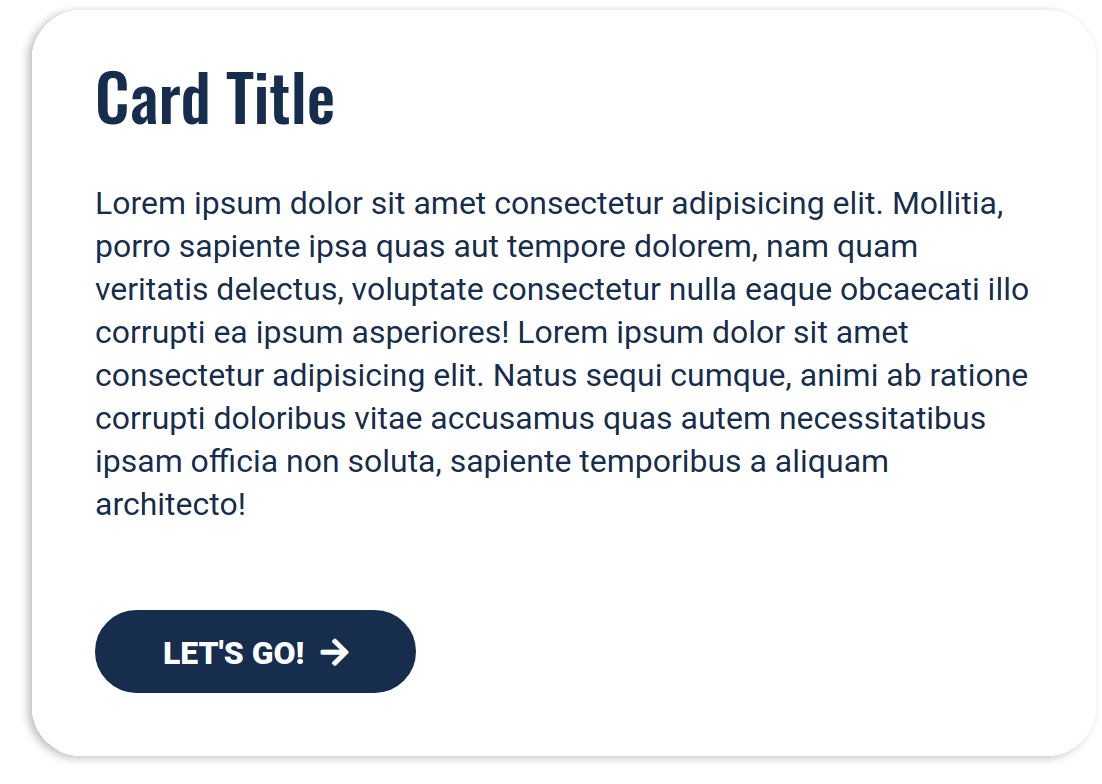 Card Title
Lorem ipsum dolor sit amet consectetur adipisicing elit. Mollitia,
porro sapiente ipsa quas aut tempore dolorem, nam quam
veritatis delectus, voluptate consectetur nulla eaque obcaecati illo
corrupti ea ipsum asperiores! Lorem ipsum dolor sit amet
consectetur adipisicing elit. Natus sequi cumque, animi ab ratione
corrupti doloribus vitae accusamus quas autem necessitatibus
ipsam officia non soluta, sapiente temporibus a aliquam
architecto!
LET'S GO! →